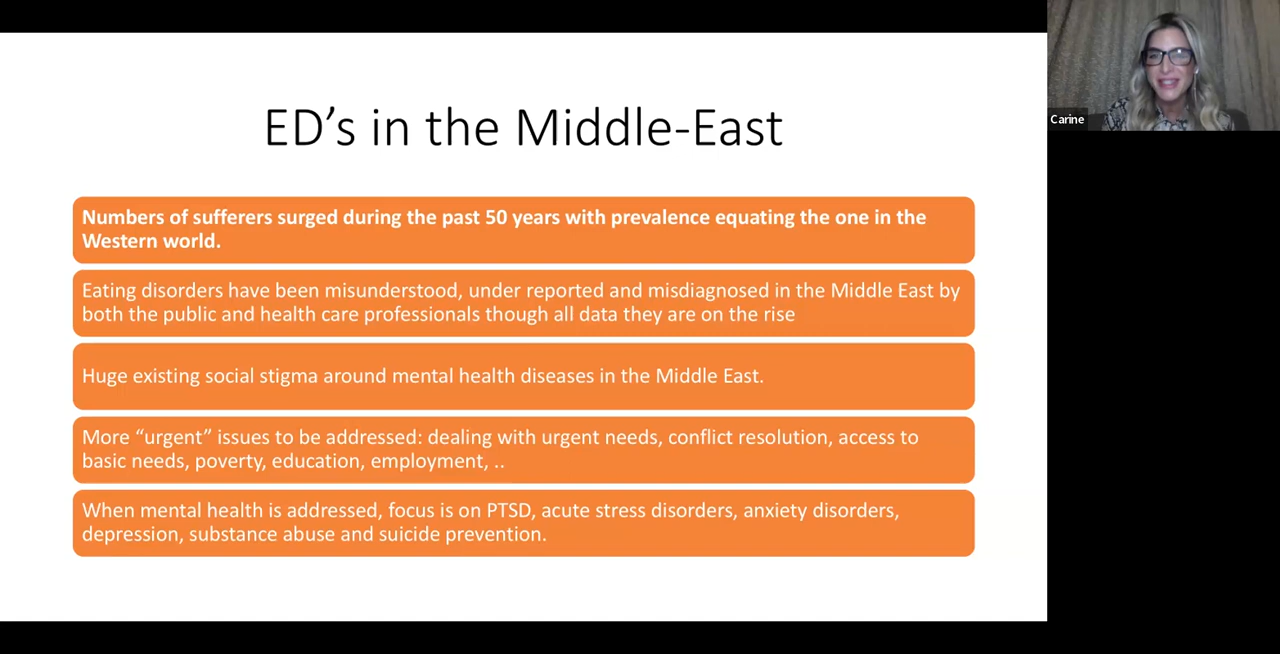 ED’s in the Middle-East
Numbers of sufferers surged during the past 50 years with prevalence equating the one in the
Western world.
Eating disorders have been misunderstood, under reported and misdiagnosed in the Middle East by
both the public and health care professionals though all data they are on the rise
Huge existing social stigma around mental health diseases in the Middle East.
More “urgent” issues to be addressed: dealing with urgent needs, conflict resolution, access to
basic needs, poverty, education, employment, ..
When mental health is addressed, focus is on PTSD, acute stress disorders, anxiety disorders,
depression, substance abuse and suicide prevention.
Carine